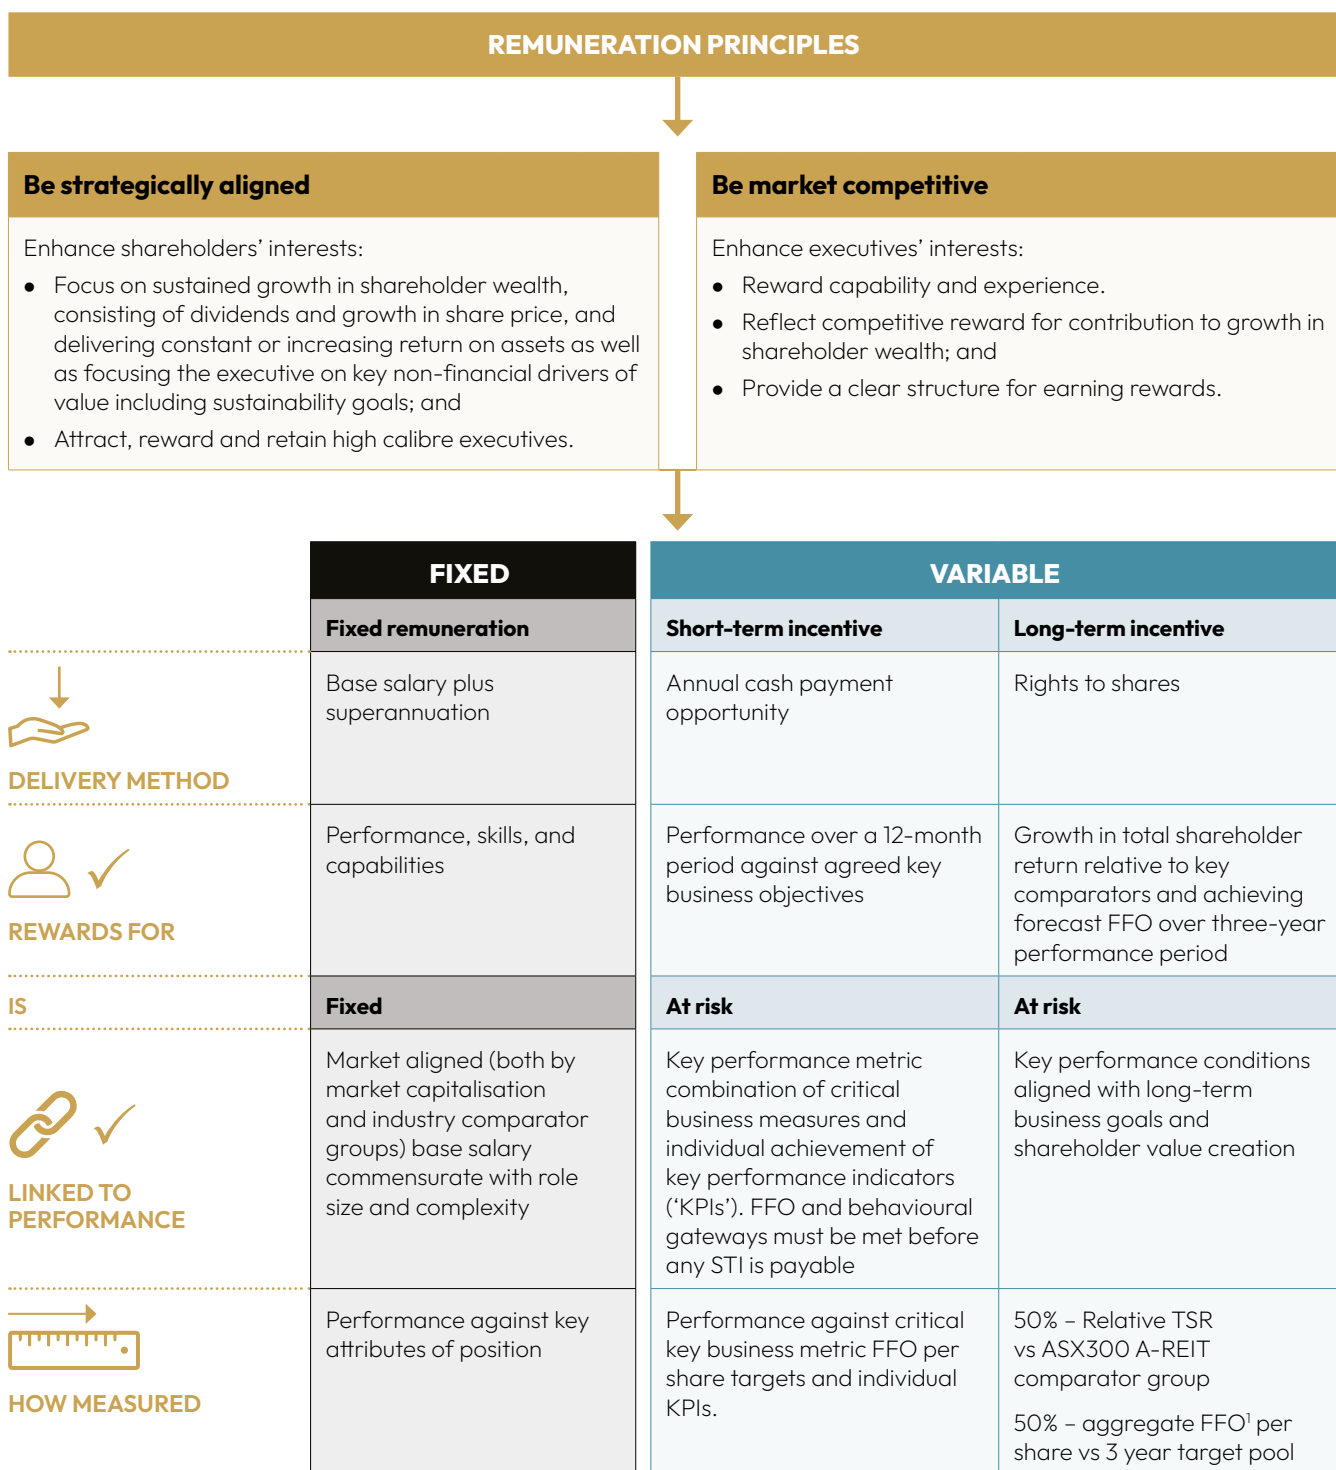 REMUNERATION PRINCIPLES
Be strategically aligned
Enhance shareholders’ interests:
● Focus on sustained growth in shareholder wealth,
consisting of dividends and growth in share price, and
delivering constant or increasing return on assets as well
as focusing the executive on key non-financial drivers of
value including sustainability goals; and
● Attract, reward and retain high calibre executives.
Be market competitive
Enhance executives’ interests:
● Reward capability and experience.
● Reflect competitive reward for contribution to growth in
shareholder wealth; and
● Provide a clear structure for earning rewards.
FIXED
VARIABLE
Fixed remuneration
Short-term incentive
Long-term incentive
DELIVERY METHOD
Base salary plus
superannuation
Annual cash payment
opportunity
Rights to shares
REWARDS FOR
Performance, skills, and
capabilities
Performance over a 12-month
period against agreed key
business objectives
Growth in total shareholder
return relative to key
comparators and achieving
forecast FFO over three-year
performance period
IS
Fixed
At risk
At risk
LINKED TO
PERFORMANCE
Market aligned (both by
market capitalisation
and industry comparator
groups) base salary
commensurate with role
size and complexity
Key performance metric
combination of critical
business measures and
individual achievement of
key performance indicators
(‘KPIs’). FFO and behavioural
gateways must be met before
any STI is payable
Key performance conditions
aligned with long-term
business goals and
shareholder value creation
HOW MEASURED
Performance against key
attributes of position
Performance against critical
key business metric FFO per
share targets and individual
KPIs.
50% – Relative TSR
vs ASX300 A-REIT
comparator group
50% – aggregate FFO¹ per
share vs 3 year target pool